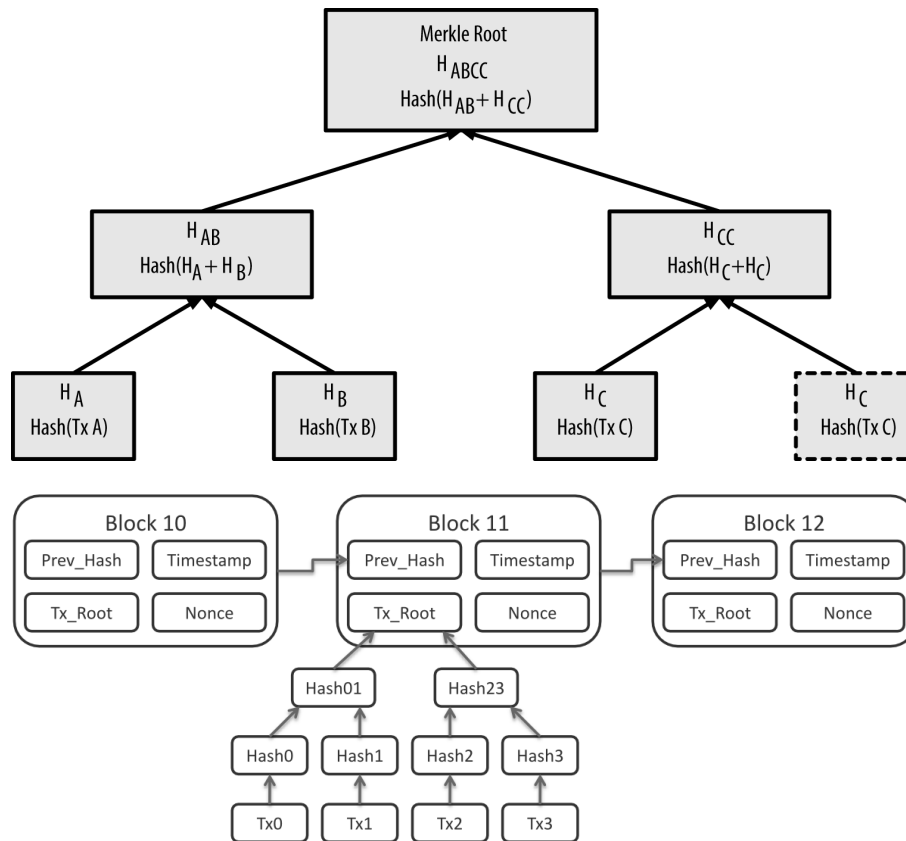 Merkle Root
H ABCC
Hash(H AB + H CC)
H AB
Hash(H A + H B)
H CC
Hash(H C+H C)
H A
Hash(Tx A)
H B
Hash(Tx B)
H C
Hash(Tx C)
H C
Hash(Tx C)
Block 10
Prev_Hash Timestamp
Tx_Root Nonce
Block 11
Prev_Hash Timestamp
Tx_Root Nonce
Block 12
Prev_Hash Timestamp
Tx_Root Nonce
Hash01 Hash23
Hash0 Hash1 Hash2 Hash3
Tx0 Tx1 Tx2 Tx3